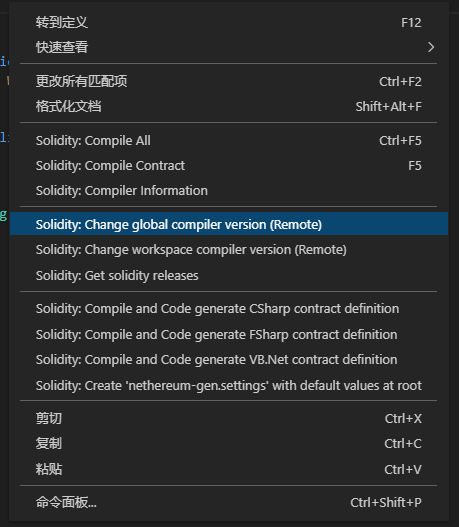 转到定义 F12
快速查看
更改所有匹配项 Ctrl+F2
格式化文档 Shift+Alt+F
Solidity: Compile All Ctrl+F5
Solidity: Compile Contract F5
Solidity: Compiler Information
Solidity: Change global compiler version (Remote)
Solidity: Change workspace compiler version (Remote)
Solidity: Get solidity releases
Solidity: Compile and Code generate CSharp contract definition
Solidity: Compile and Code generate FSharp contract definition
Solidity: Compile and Code generate VB.Net contract definition
Solidity: Create 'nethereum-gen.settings' with default values at root
剪切 Ctrl+X
复制 Ctrl+C
粘贴 Ctrl+V
命令面板... Ctrl+Shift+P